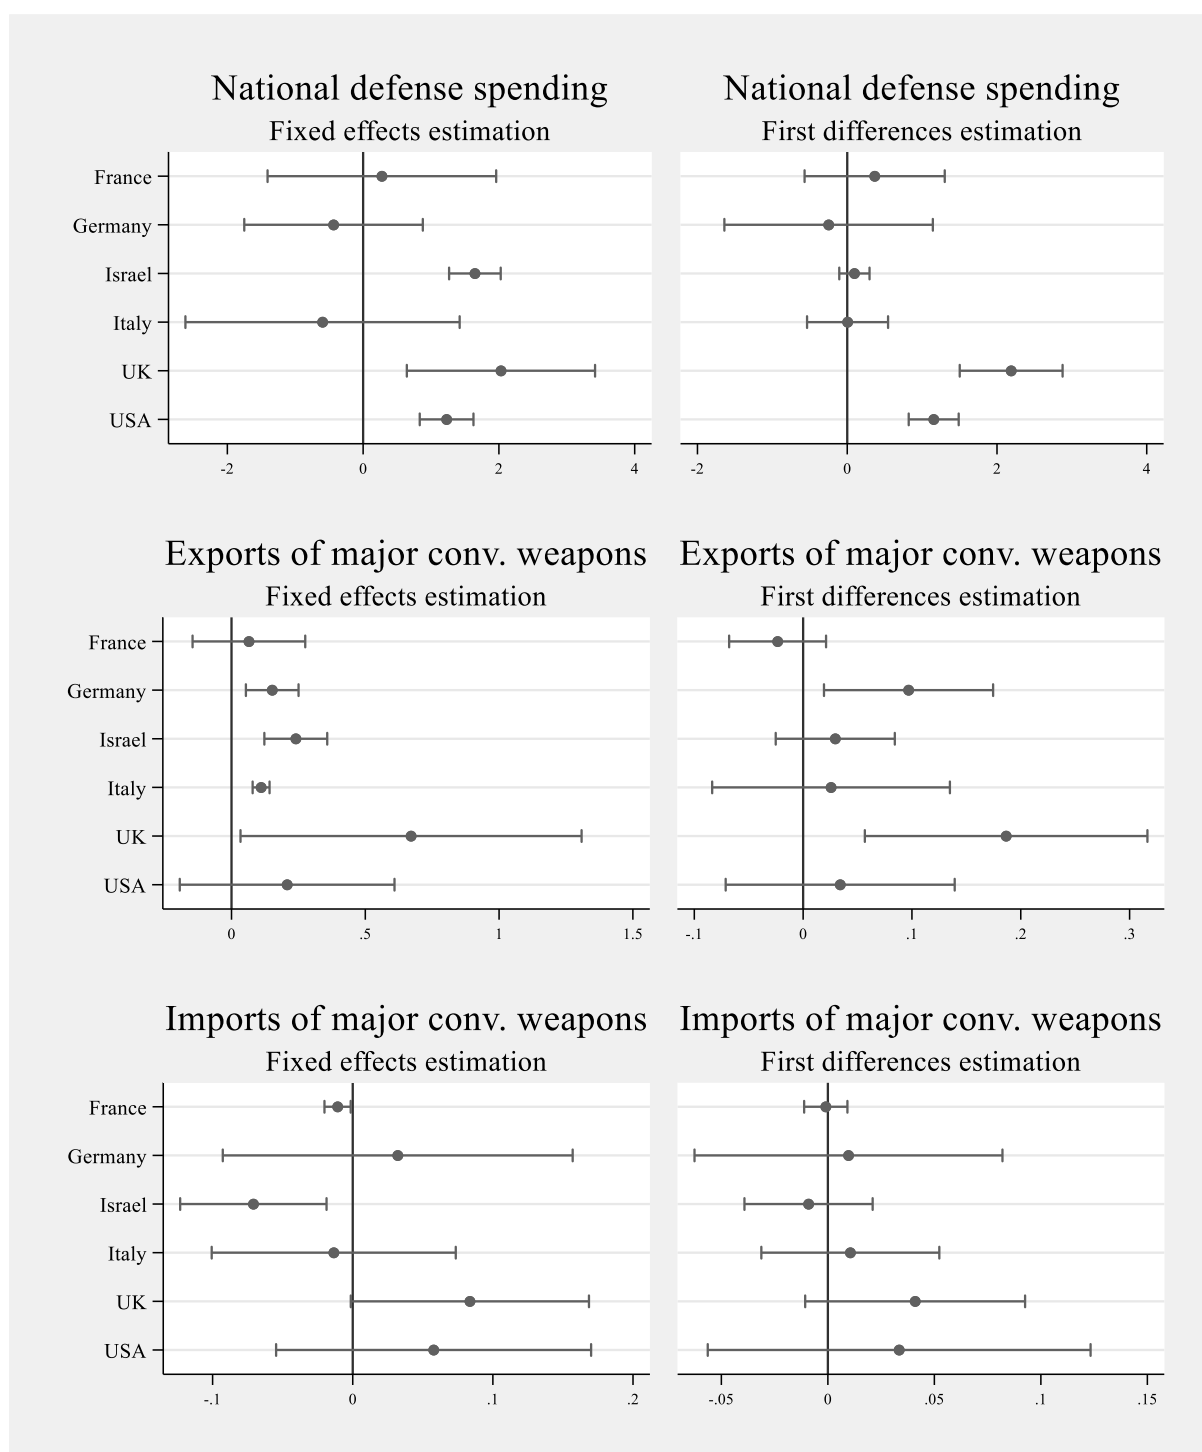 National defense spending
Fixed effects estimation
France
Germany
Israel
Italy
UK
USA
-2 0 2 4
National defense spending
First differences estimation
-2 0 2 4
Exports of major conv. weapons
Fixed effects estimation
France
Germany
Israel
Italy
UK
USA
0 .5 1 1.5
Exports of major conv. weapons
First differences estimation
-.1 0 .1 .2 .3
Imports of major conv. weapons
Fixed effects estimation
France
Germany
Israel
Italy
UK
USA
-.1 0 .1 .2
Imports of major conv. weapons
First differences estimation
-.05 0 .05 .1 .15